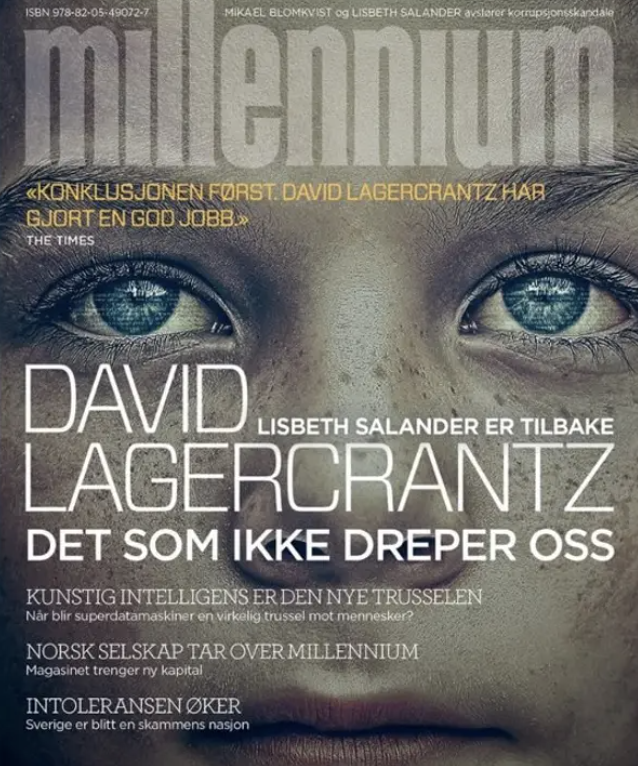 ISBN 978-82-05-49072-7
MIKAEL BLOMKVIST og LISBETH SALANDER avslører korrupsjonsskandale
millennium
«KONKLUSJONEN FØRST. DAVID LAGERCRANTZ HAR
GJORT EN GOD JOBB.»
THE TIMES
DAVID
LISBETH SALANDER ER TILBAKE
LAGERCRANTZ
DET SOM IKKE DREPER OSS
KUNSTIG INTELLIGENS ER DEN NYE TRUSSELEN
Når blir superdatamaskiner en virkelig trussel mot mennesker?
NORSK SELSKAP TAR OVER MILLENNIUM
Magasinet trenger ny kapital
INTOLERANSEN ØKER
Sverige er blitt en skammens nasjon